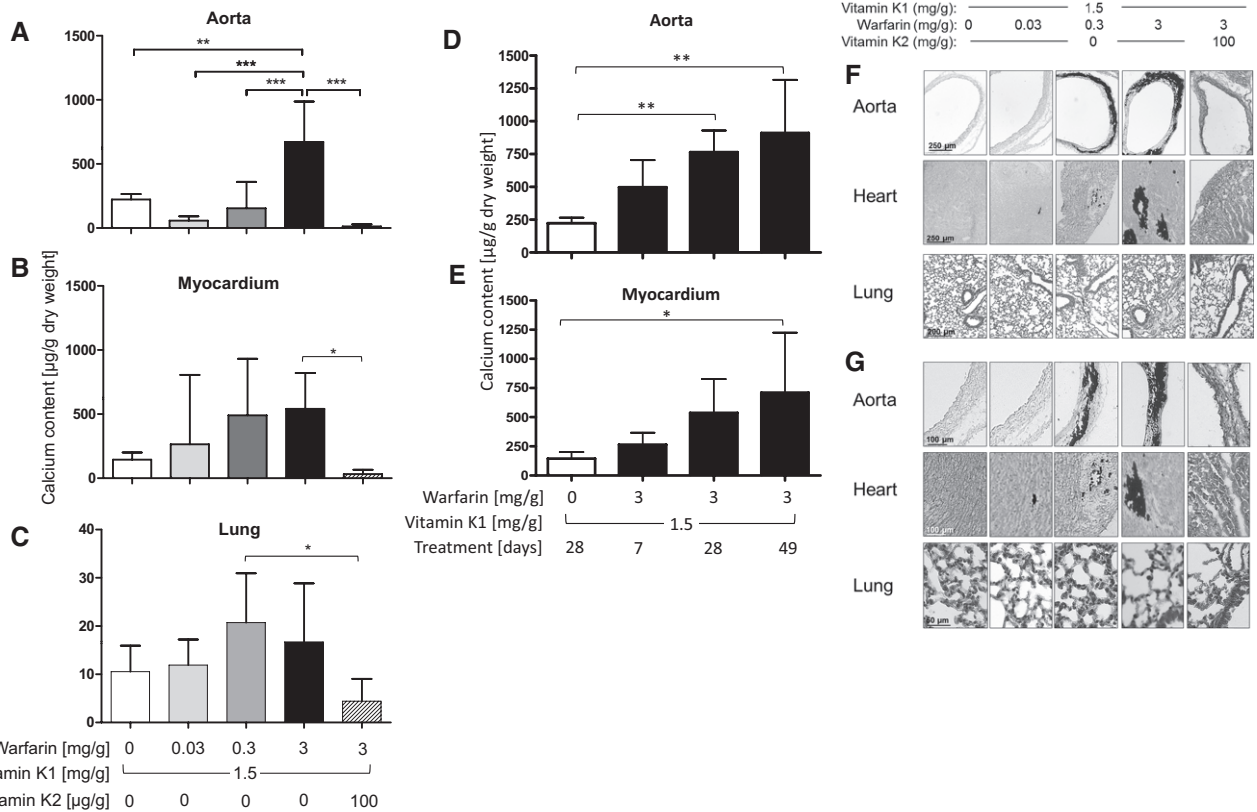 A
Aorta
1500
1000
500
0
**
***
***
***
B
Myocardium
1500
1000
500
0
*
Calcium content [µg/g dry weight]
C
Lung
40
30
20
10
0
*
Warfarin [mg/g] 0 0.03 0.3 3 3
amin K1 [mg/g] 1.5
amin K2 [µg/g] 0 0 0 0 100
D
Aorta
1500
1250
1000
750
500
250
0
**
**
Calcium content [µg/g dry weight]
E
Myocardium
1500
1250
1000
750
500
250
0
*
Warfarin [mg/g] 0 3 3 3
Vitamin K1 [mg/g] 1.5
Treatment [days] 28 7 28 49
Vitamin K1 (mg/g): 1.5
Warfarin (mg/g): 0 0.03 0.3 3 3
Vitamin K2 (mg/g): 0 100
F
Aorta
250 µm
Heart
250 µm
Lung
200 µm
G
Aorta
100 µm
Heart
100 µm
Lung
50 µm